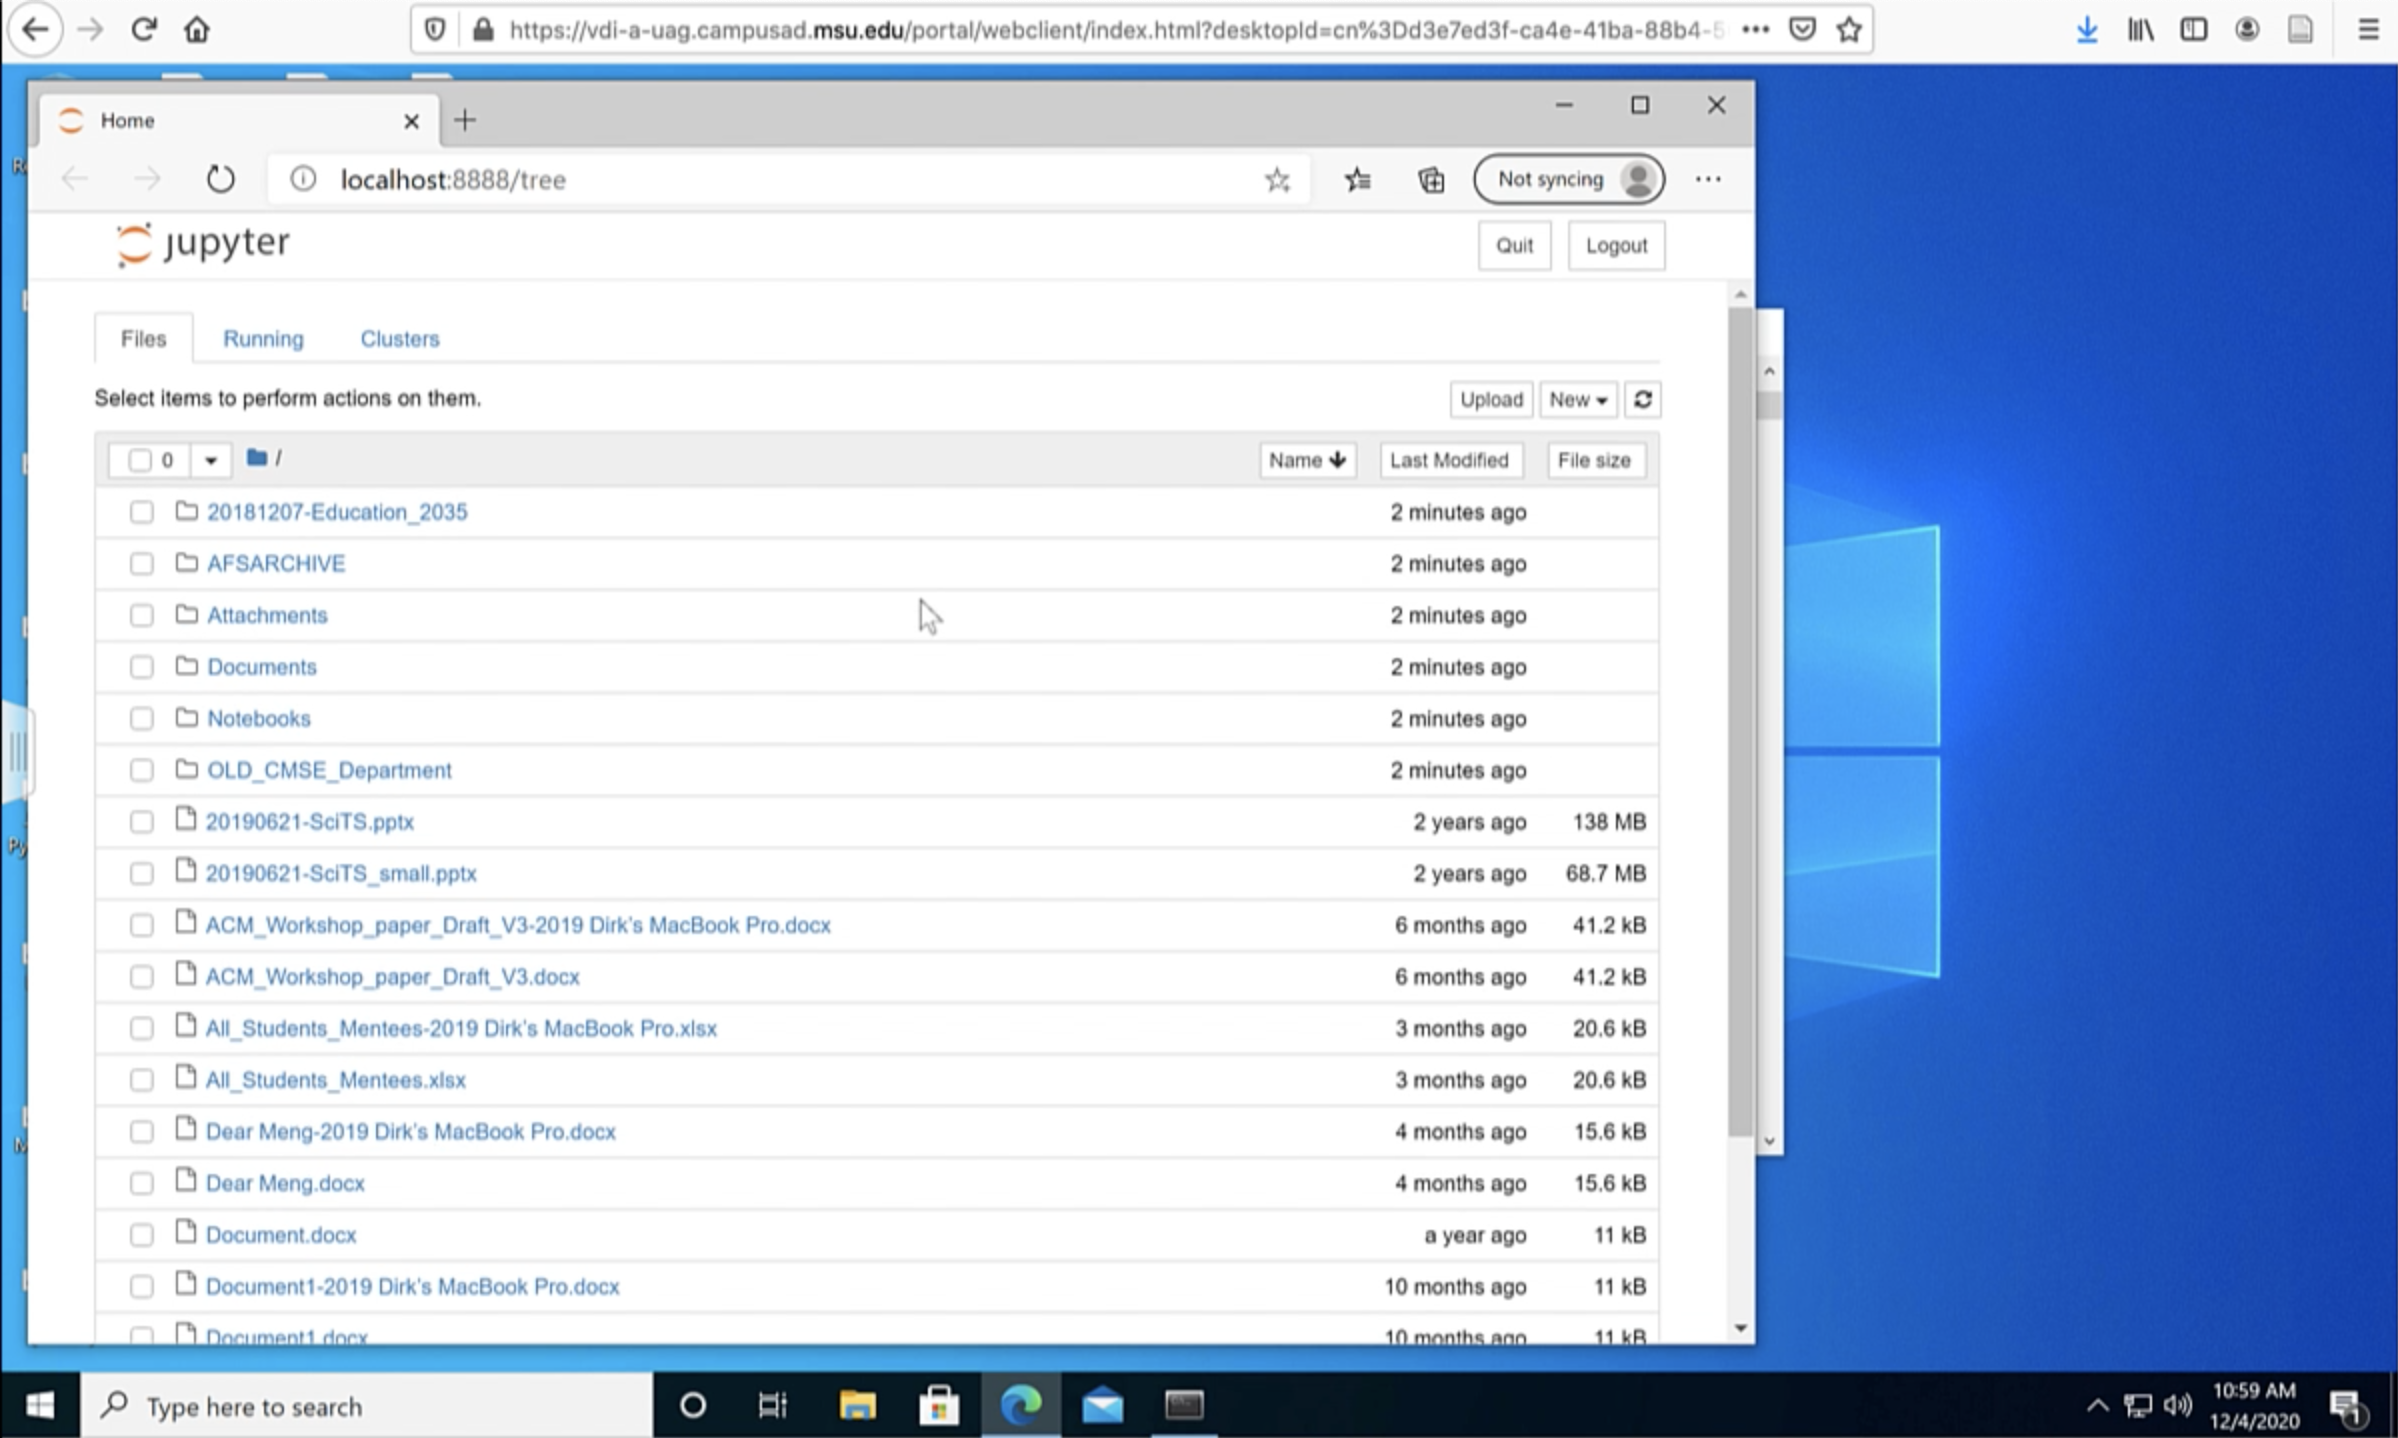 https://vdi-a-uag.campusad.msu.edu/portal/webclient/index.html?desktopId=cn%3Dd3e7ed3f-ca4e-41ba-88b4-5
Home
localhost:8888/tree
Not syncing
jupyter
Quit
Logout
Files
Running
Clusters
Select items to perform actions on them.
Upload
New
0
/
Name
Last Modified
File size
20181207-Education_2035 2 minutes ago
AFSARCHIVE 2 minutes ago
Attachments 2 minutes ago
Documents 2 minutes ago
Notebooks 2 minutes ago
OLD_CMSE_Department 2 minutes ago
20190621-SciTS.pptx 2 years ago 138 MB
20190621-SciTS_small.pptx 2 years ago 68.7 MB
ACM_Workshop_paper_Draft_V3-2019 Dirk's MacBook Pro.docx 6 months ago 41.2 kB
ACM_Workshop_paper_Draft_V3.docx 6 months ago 41.2 kB
All_Students_Mentees-2019 Dirk's MacBook Pro.xlsx 3 months ago 20.6 kB
All_Students_Mentees.xlsx 3 months ago 20.6 kB
Dear Meng-2019 Dirk's MacBook Pro.docx 4 months ago 15.6 kB
Dear Meng.docx 4 months ago 15.6 kB
Document.docx a year ago 11 kB
Document1-2019 Dirk's MacBook Pro.docx 10 months ago 11 kB
Document1.docx 10 months ago 11 kB
Type here to search
10:59 AM
12/4/2020
1